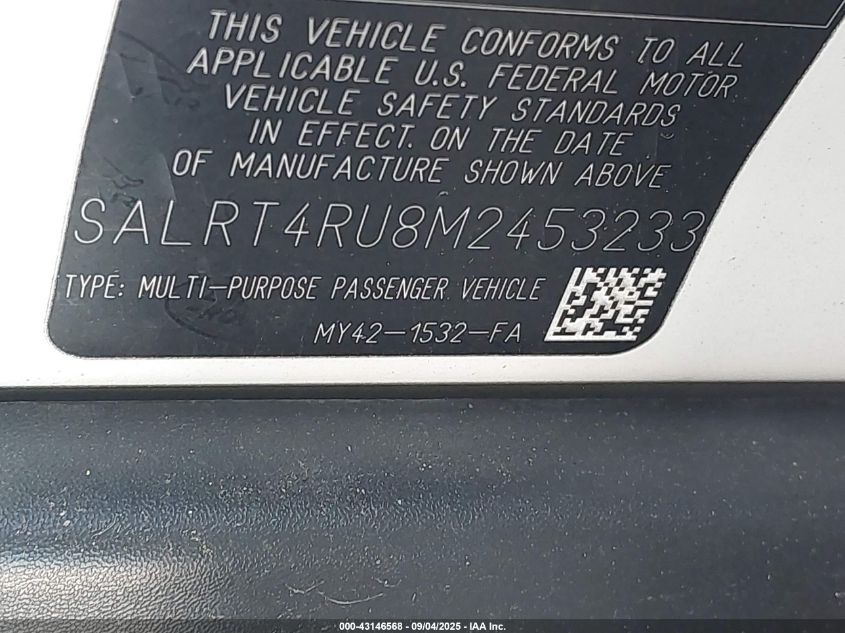 THIS VEHICLE CONFORMS TO ALL
APPLICABLE U.S. FEDERAL MOTOR
VEHICLE SAFETY STANDARDS
IN EFFECT. ON THE DATE
OF MANUFACTURE SHOWN ABOVE
SALRT4RU8M2453233
TYPE: MULTI-PURPOSE PASSENGER VEHICLE
MY42-1532-FA
000-43146568 - 09/04/2025 - IAA Inc.